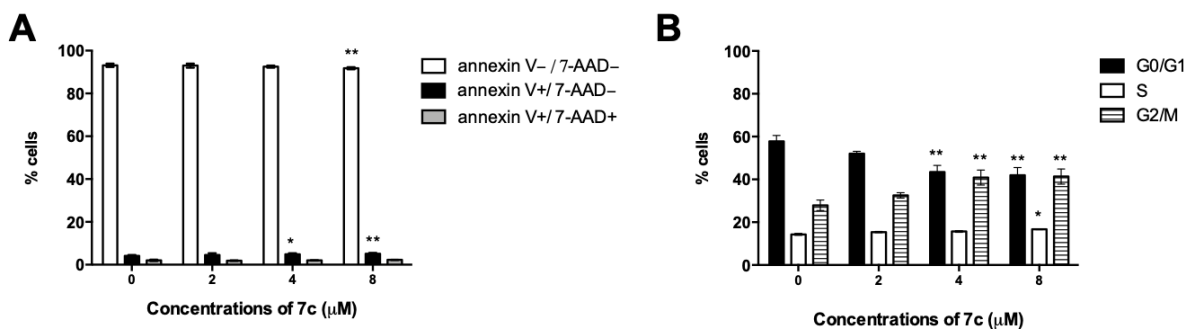 A
100
80
60
40
20
0
% cells
**
*
**
0 2 4 8
Concentrations of 7c (μM)
annexin V− / 7-AAD−
annexin V+/ 7-AAD−
annexin V+/ 7-AAD+
B
100
80
60
40
20
0
% cells
** ** ** **
*
0 2 4 8
Concentrations of 7c (μM)
G0/G1
S
G2/M